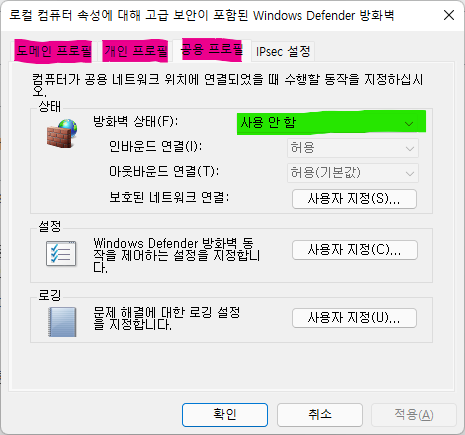 로컬 컴퓨터 속성에 대해 고급 보안이 포함된 Windows Defender 방화벽
도메인 프로필 개인 프로필 공용 프로필 IPsec 설정
컴퓨터가 공용 네트워크 위치에 연결되었을 때 수행할 동작을 지정하십시
오.
상태
방화벽 상태(F): 사용 안 함
인바운드 연결(I): 허용
아웃바운드 연결(T): 허용(기본값)
보호된 네트워크 연결: 사용자 지정(S)...
설정
Windows Defender 방화벽 동
작을 제어하는 설정을 지정합니
다.
사용자 지정(C)...
로깅
문제 해결에 대한 로깅 설정
을 지정합니다.
사용자 지정(U)...
확인 취소 적용(A)